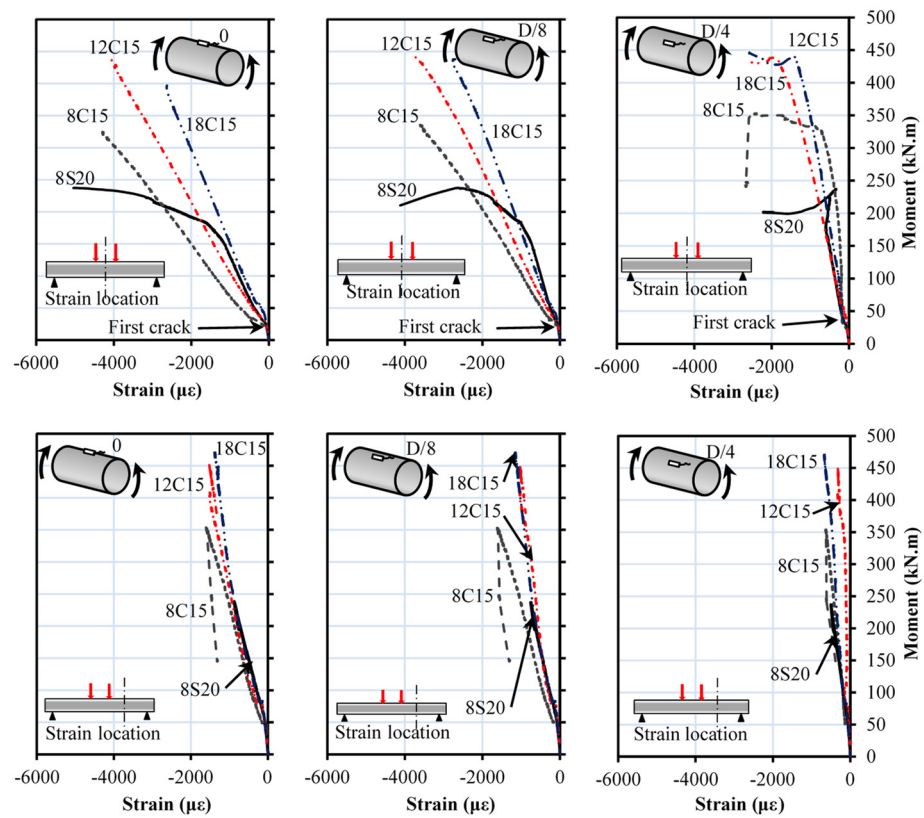 0
12C15
18C15
8C15
8S20
Strain location
First crack
-6000 -4000 -2000 0
Strain (με)
D/8
12C15
8C15
18C15
8S20
Strain location
First crack
-6000 -4000 -2000 0
Strain (με)
D/4
12C15
18C15
8C15
8S20
Strain location
First crack
500
450
400
350
300
250
200
150
100
50
0
Moment (kN.m)
-6000 -4000 -2000 0
Strain (με)
0
18C15
12C15
8C15
8S20
Strain location
-6000 -4000 -2000 0
Strain (με)
D/8
18C15
12C15
8C15
8S20
Strain location
-6000 -4000 -2000 0
Strain (με)
D/4
18C15
12C15
8C15
8S20
Strain location
500
450
400
350
300
250
200
150
100
50
0
Moment (kN.m)
-6000 -4000 -2000 0
Strain (με)